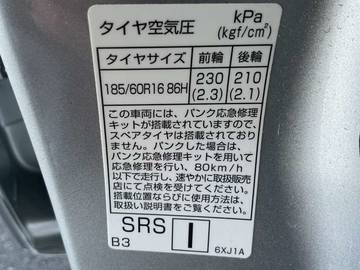 タイヤ空気圧 kPa
(kgf/cm²)
タイヤサイズ 前輪 後輪
185/60R16 86H 230 210
(2.3) (2.1)
この車両には、パンク応急修理
キットが搭載されていますので、
スペアタイヤは搭載されており
ません。パンクした場合は、
パンク応急修理キットを用いて
応急修理を行い、80km/h
以下で走行し、速やかに取扱販売
店にて点検を受けてください。
搭載位置ならびに使用方法は、
取扱説明書をご覧ください。
SRS I
B3 6XJ1A